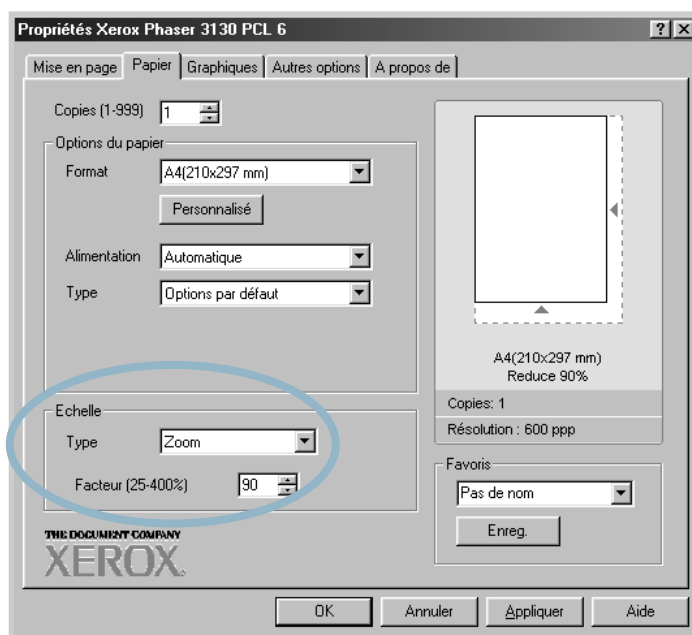 Propriétés Xerox Phaser 3130 PCL 6
Mise en page Papier Graphiques Autres options A propos de
Copies (1-999) 1
Options du papier
Format A4(210x297 mm)
Personnalisé
Alimentation Automatique
Type Options par défaut
A4(210x297 mm)
Reduce 90%
Copies: 1
Résolution : 600 ppp
Echelle
Type Zoom
Facteur (25-400%) 90
Favoris
Pas de nom
Enreg.
THE DOCUMENT COMPANY
XEROX
OK Annuler Appliquer Aide